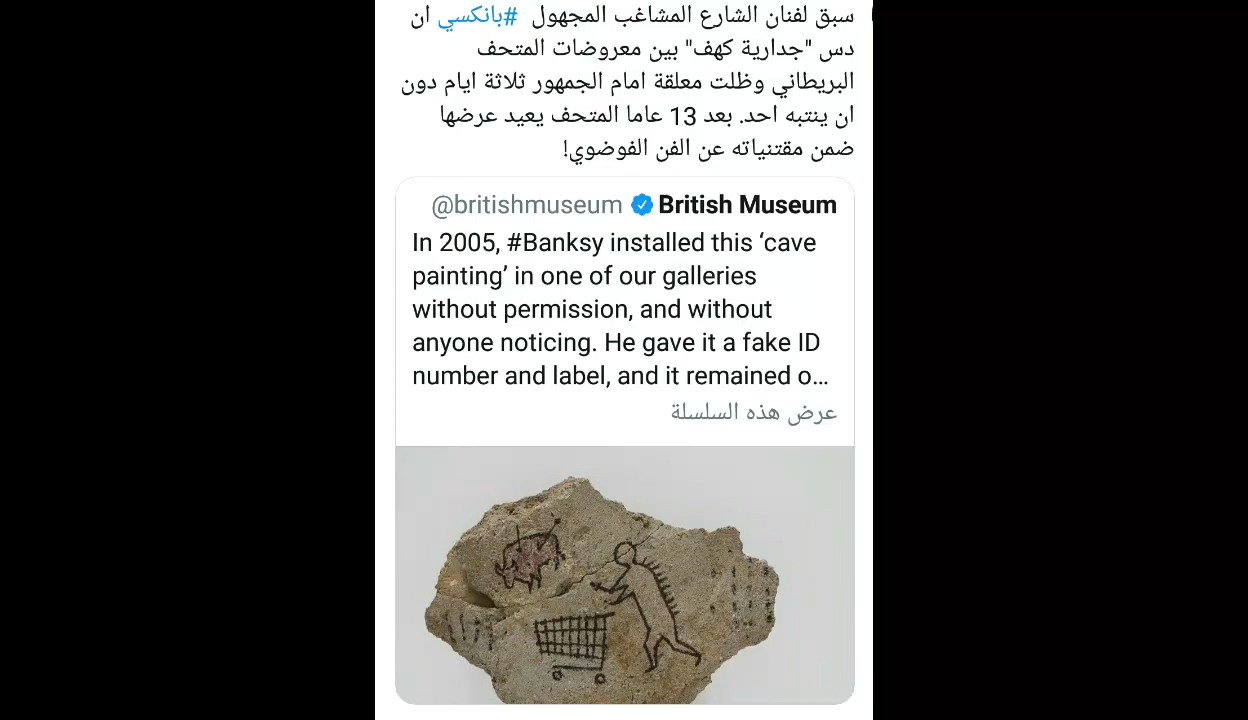 سبق لفنان الشارع المشاغب المجهول #بانكسي ان
دس "جدارية كهف" بين معروضات المتحف
البريطاني وظلت معلقة امام الجمهور ثلاثة ايام دون
ان ينتبه احد. بعد 13 عاما المتحف يعيد عرضها
ضمن مقتنياته عن الفن الفوضوي!
British Museum @britishmuseum
In 2005, #Banksy installed this ‘cave
painting’ in one of our galleries
without permission, and without
anyone noticing. He gave it a fake ID
number and label, and it remained o...
عرض هذه السلسلة